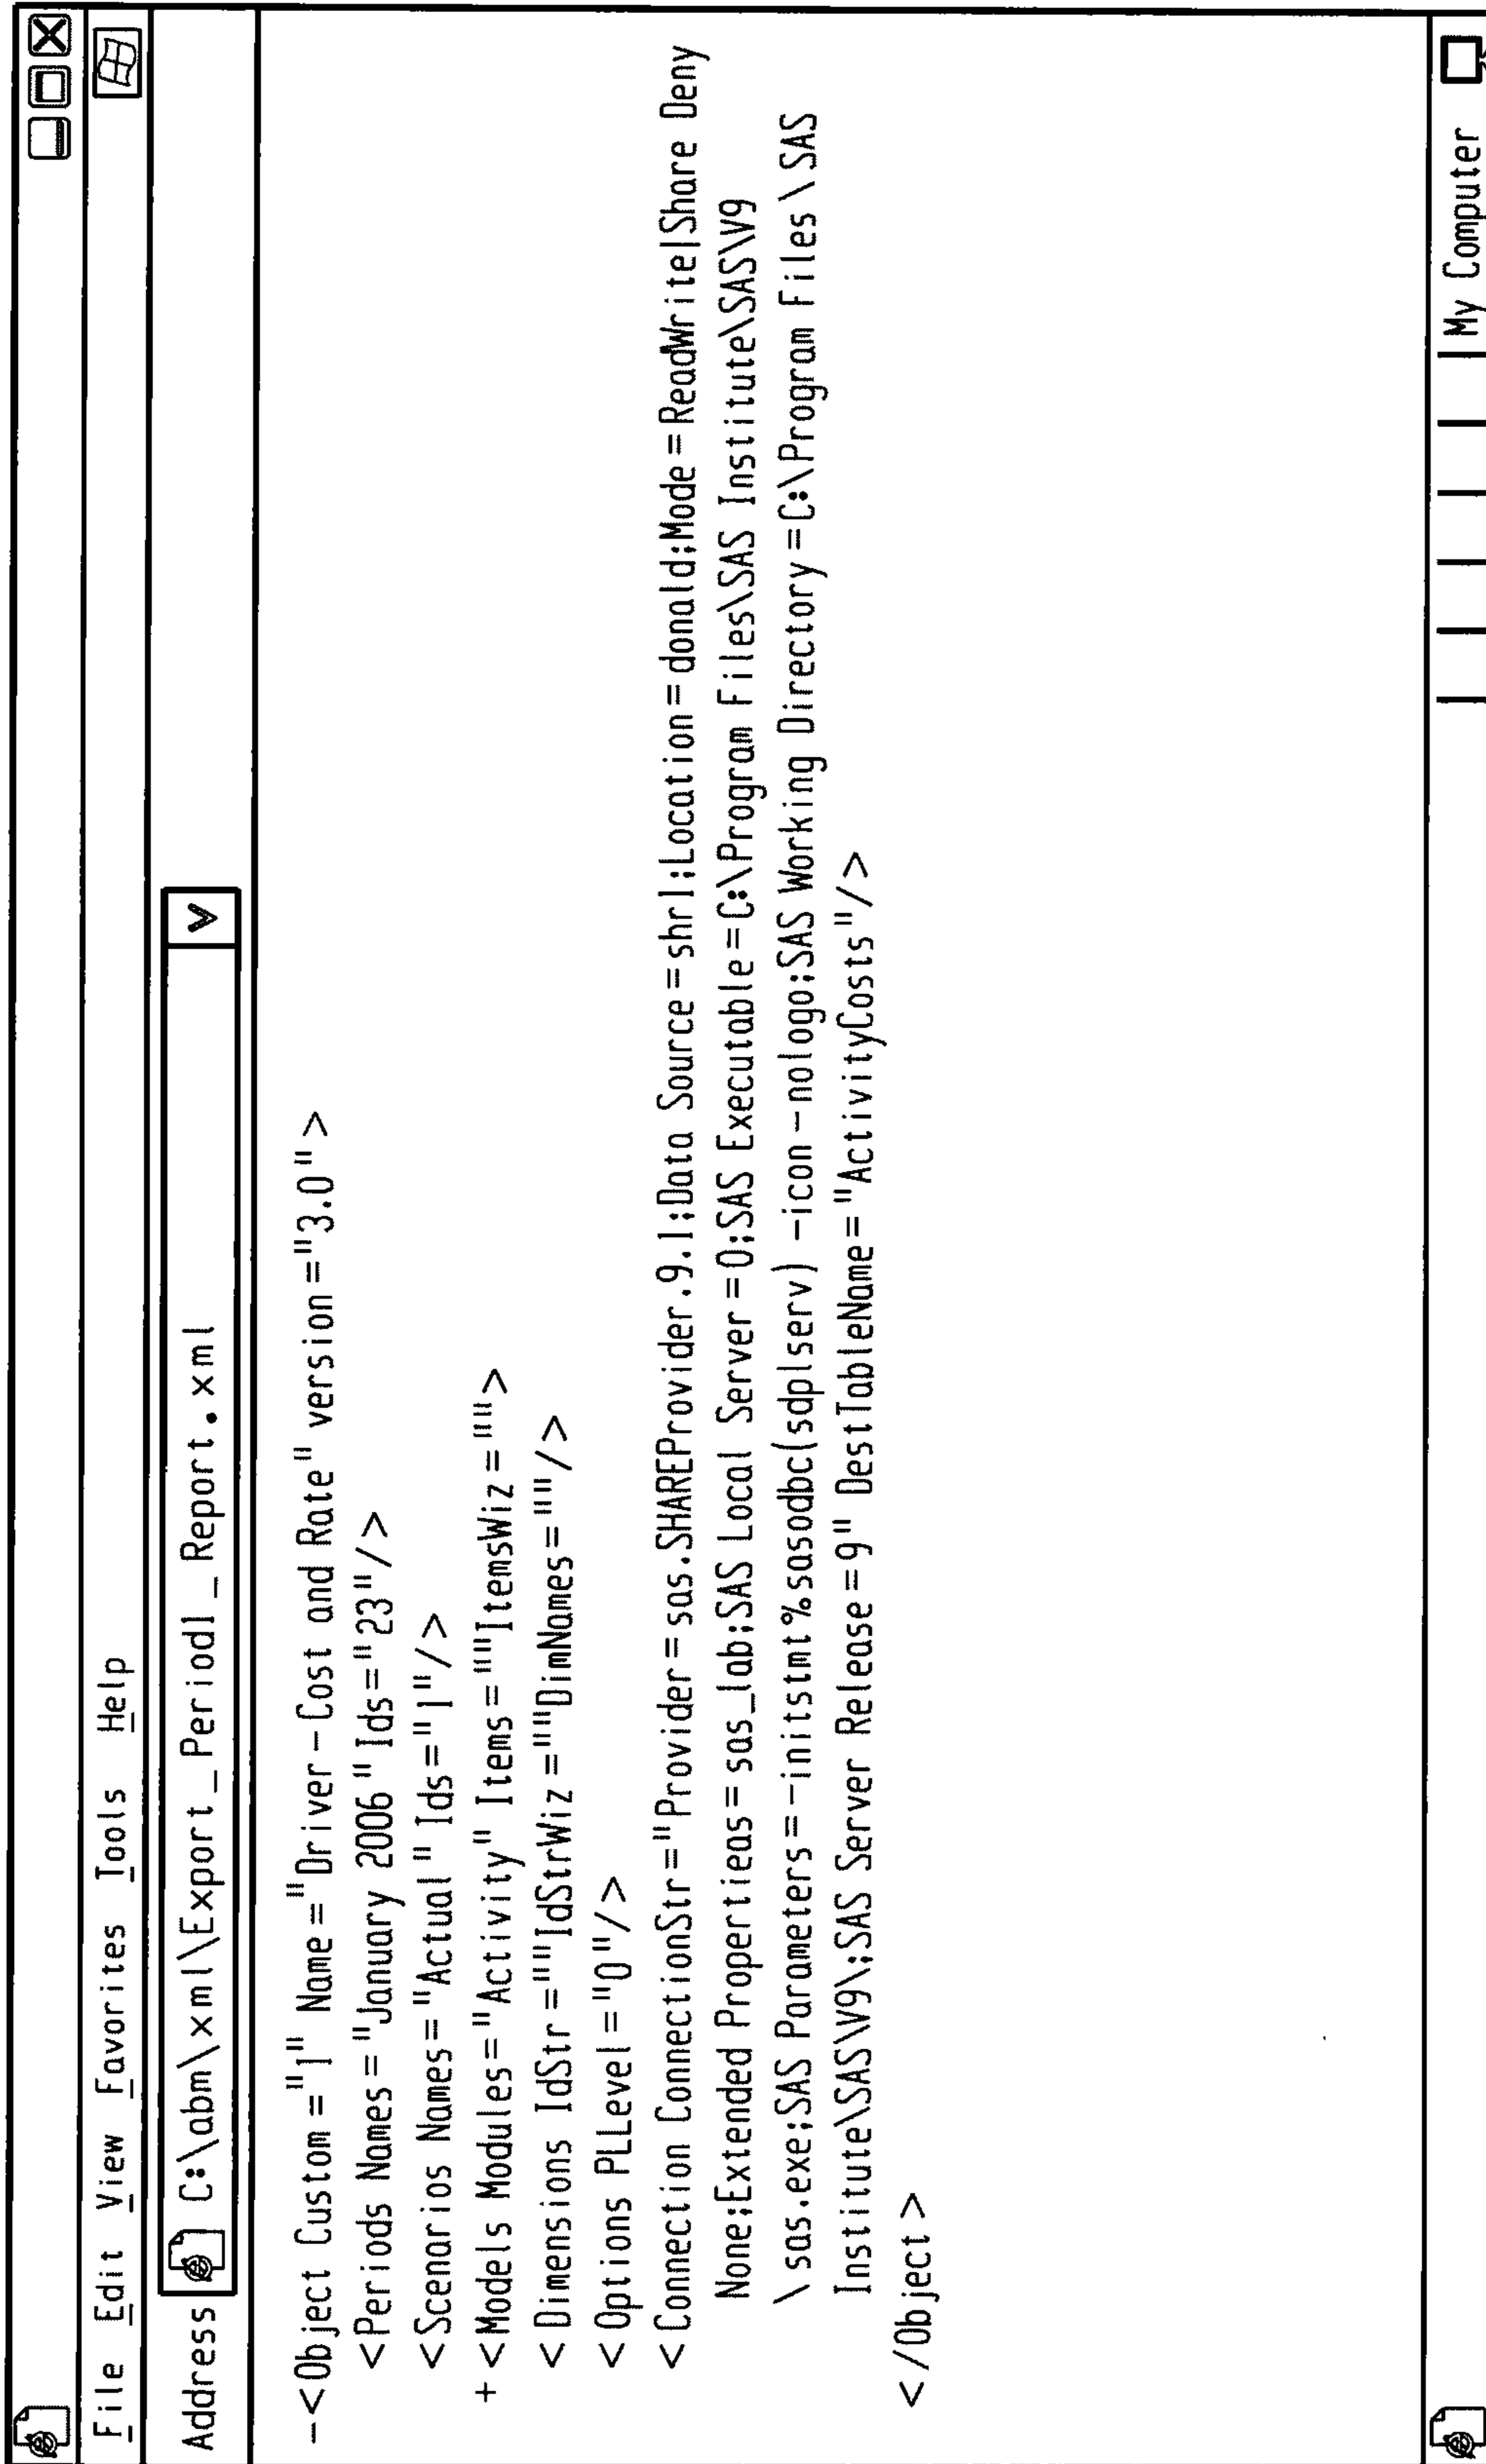 File Edit View Favorites Tools Help
Address C:\abm\xml\Export_Period1_Report.xml
-<Object Custom="1" Name="Driver-Cost and Rate" version="3.0">
<Periods Names="January 2006" Ids="23"/>
<Scenarios Names="Actual" Ids="1"/>
+ <Models Modules="Activity" Items=""ItemsWiz="">
<Dimensions IdStr=""IdStrWiz=""DimNames=""/>
<Options PLLevel="0"/>
<Connection ConnectionStr="Provider=sas.SHAREProvider.9.1;Data Source=shr1;Location=donald;Mode=ReadWrite|Share Deny
None;Extended Propertieas=sas_lab;SAS Local Server=0;SAS Executable=C:\Program Files\SAS Institute\SAS\V9
\sas.exe;SAS Parameters=-initstmt%sasodbc(sdplserv) -icon-nologo;SAS Working Directory=C:\Program Files\SAS
Institute\SAS\V9\;SAS Server Release=9" DestTableName="ActivityCosts"/>
</Object>
My Computer